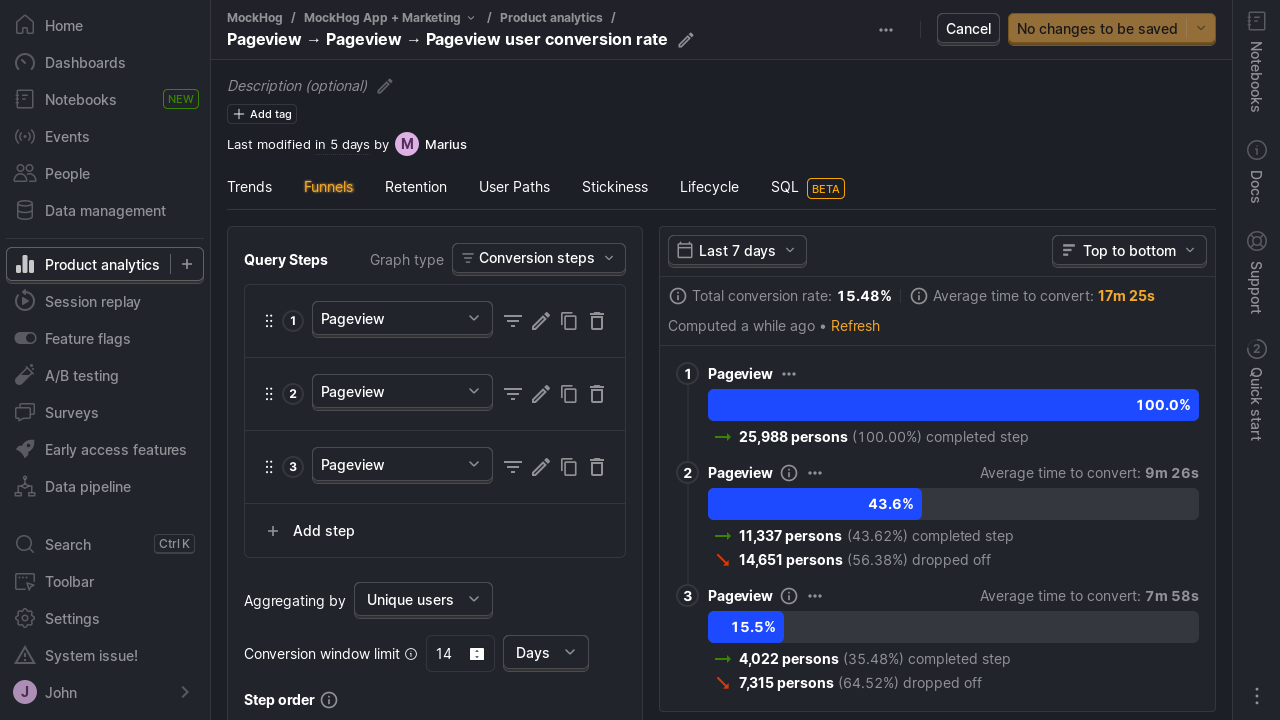 Home
Dashboards
Notebooks NEW
Events
People
Data management
Product analytics
Session replay
Feature flags
A/B testing
Surveys
Early access features
Data pipeline
Search Ctrl K
Toolbar
Settings
System issue!
J John
MockHog / MockHog App + Marketing / Product analytics /
Pageview → Pageview → Pageview user conversion rate
Cancel
No changes to be saved
Description (optional)
Add tag
Last modified in 5 days by M Marius
Trends Funnels Retention User Paths Stickiness Lifecycle SQL BETA
Query Steps Graph type Conversion steps
1 Pageview
2 Pageview
3 Pageview
Add step
Aggregating by Unique users
Conversion window limit 14 Days
Step order
Last 7 days Top to bottom
Total conversion rate: 15.48% Average time to convert: 17m 25s
Computed a while ago • Refresh
1 Pageview
100.0%
25,988 persons (100.00%) completed step
2 Pageview Average time to convert: 9m 26s
43.6%
11,337 persons (43.62%) completed step
14,651 persons (56.38%) dropped off
3 Pageview Average time to convert: 7m 58s
15.5%
4,022 persons (35.48%) completed step
7,315 persons (64.52%) dropped off
Notebooks
Docs
Support
2 Quick start